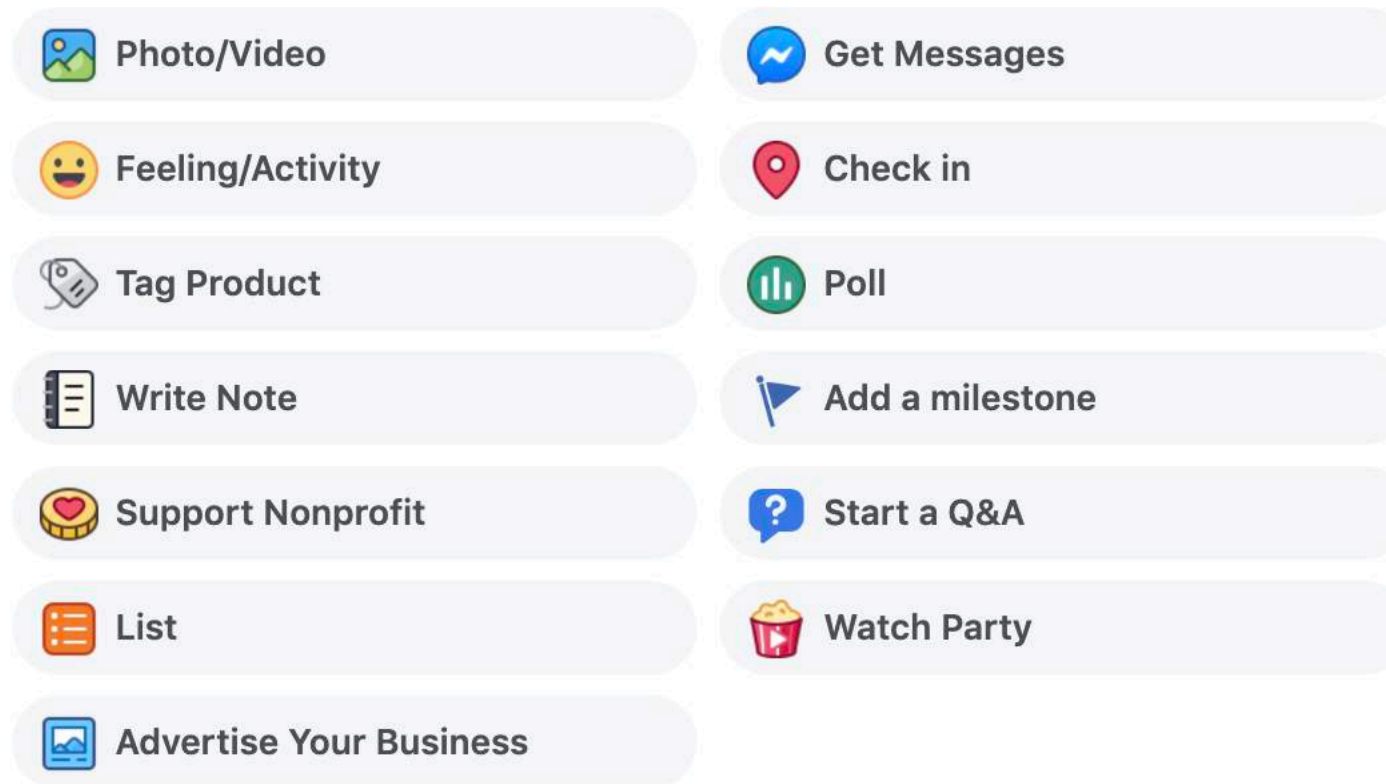 Photo/Video
Get Messages
Feeling/Activity
Check in
Tag Product
Poll
Write Note
Add a milestone
Support Nonprofit
Start a Q&A
List
Watch Party
Advertise Your Business